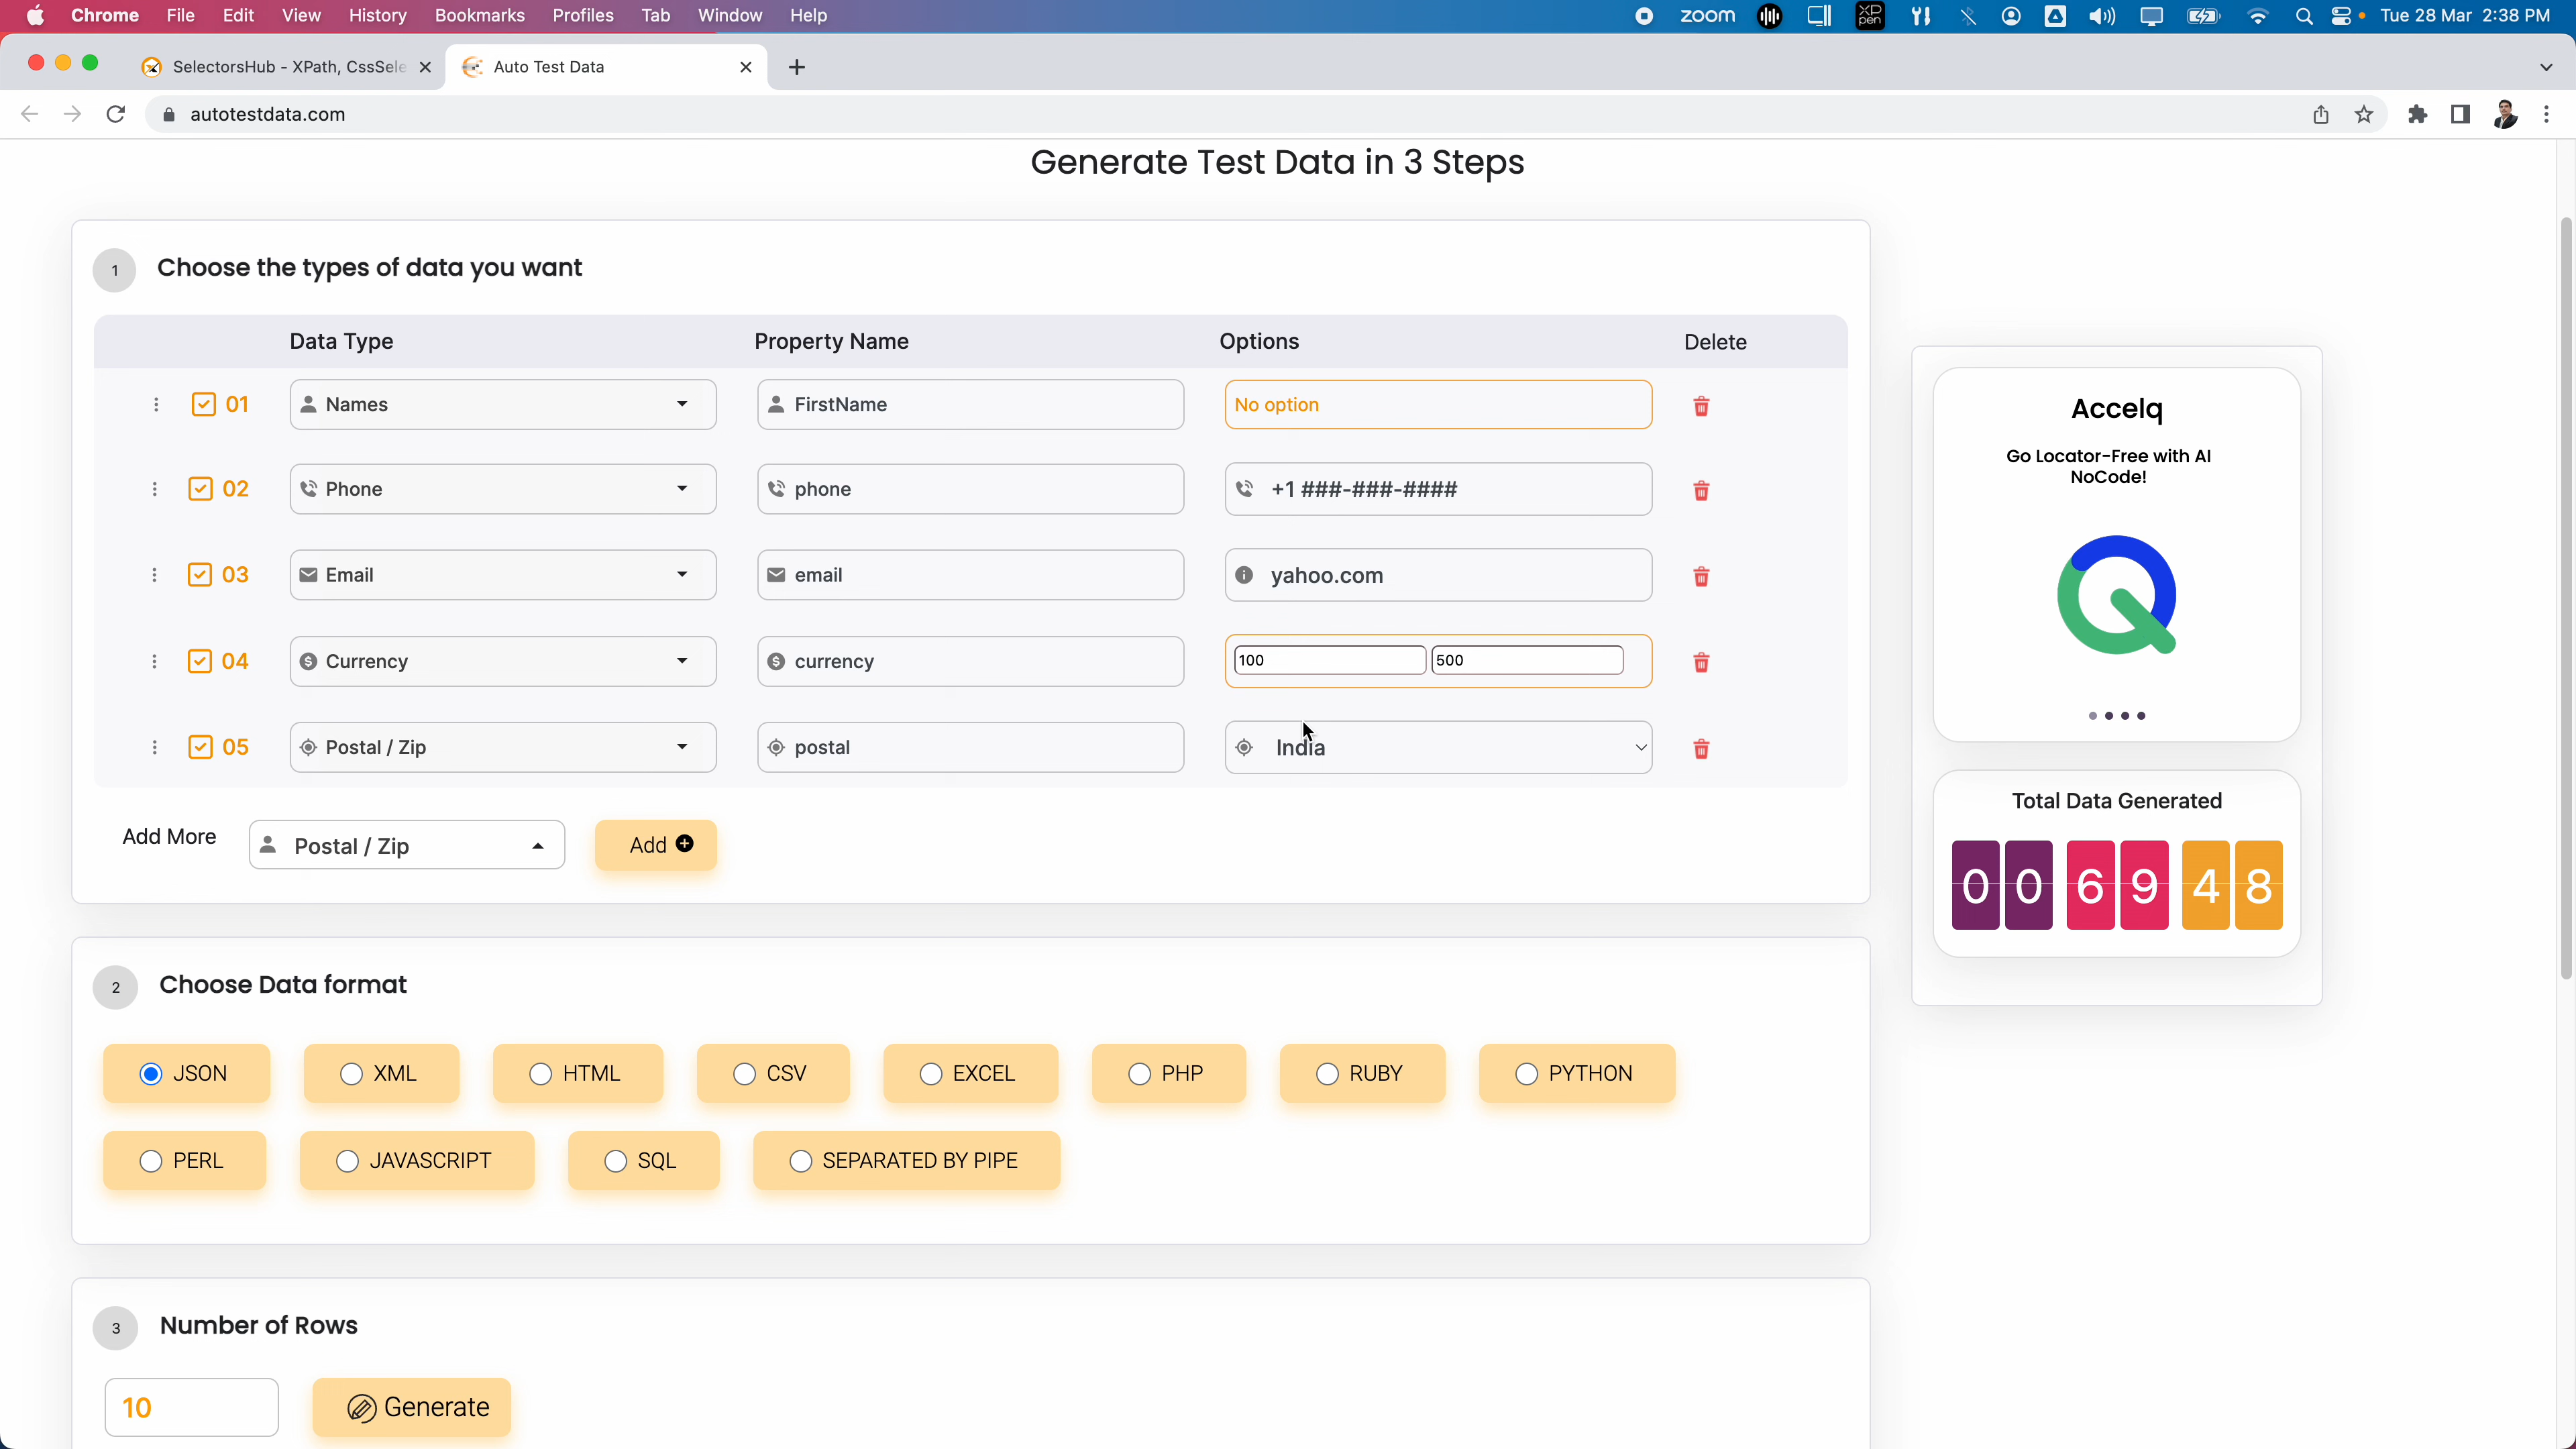 Chrome File Edit View History Bookmarks Profiles Tab Window Help zoom XP pen Tue 28 Mar 2:38 PM
SelectorsHub - XPath, CssSele Auto Test Data
autotestdata.com
Generate Test Data in 3 Steps
1 Choose the types of data you want
Data Type Property Name Options Delete
01 Names FirstName No option
02 Phone phone +1 ###-###-####
03 Email email yahoo.com
04 Currency currency 100 500
05 Postal / Zip postal India
Add More Postal / Zip Add
Accelq
Go Locator-Free with AI
NoCode!
Total Data Generated
0 0 6 9 4 8
2 Choose Data format
JSON XML HTML CSV EXCEL PHP RUBY PYTHON
PERL JAVASCRIPT SQL SEPARATED BY PIPE
3 Number of Rows
10 Generate